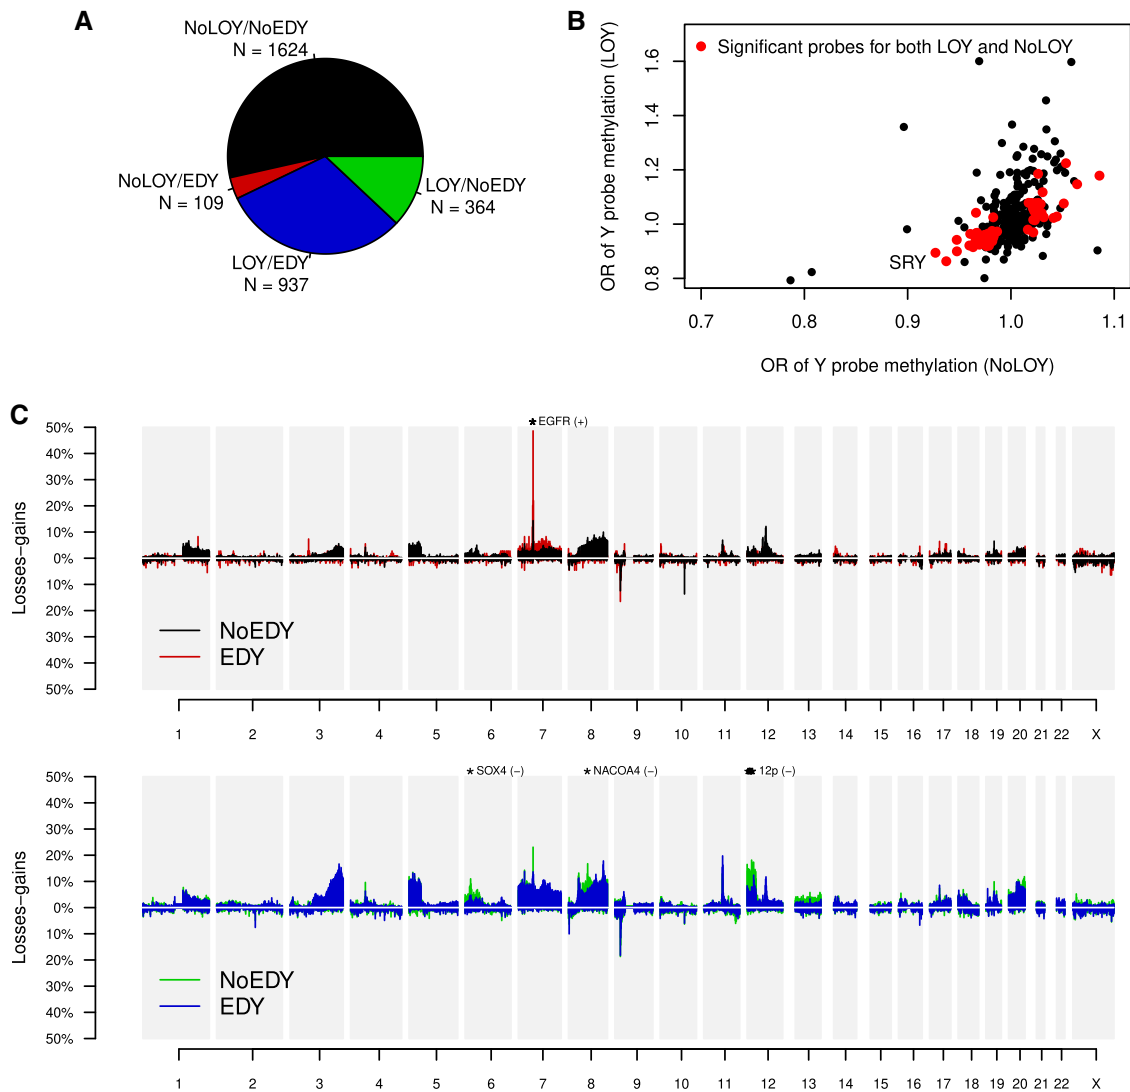 A
NoLOY/NoEDY
N = 1624
NoLOY/EDY
N = 109
LOY/NoEDY
N = 364
LOY/EDY
N = 937
B
Significant probes for both LOY and NoLOY
OR of Y probe methylation (LOY)
1.6
1.4
1.2
1.0
0.8
SRY
0.7 0.8 0.9 1.0 1.1
OR of Y probe methylation (NoLOY)
C
* EGFR (+)
Losses−gains
50%
40%
30%
20%
10%
0%
10%
20%
30%
40%
50%
NoEDY
EDY
1 2 3 4 5 6 7 8 9 10 11 12 13 14 15 16 17 18 19 20 21 22 X
* SOX4 (−) * NACOA4 (−) * 12p (−)
Losses−gains
50%
40%
30%
20%
10%
0%
10%
20%
30%
40%
50%
NoEDY
EDY
1 2 3 4 5 6 7 8 9 10 11 12 13 14 15 16 17 18 19 20 21 22 X